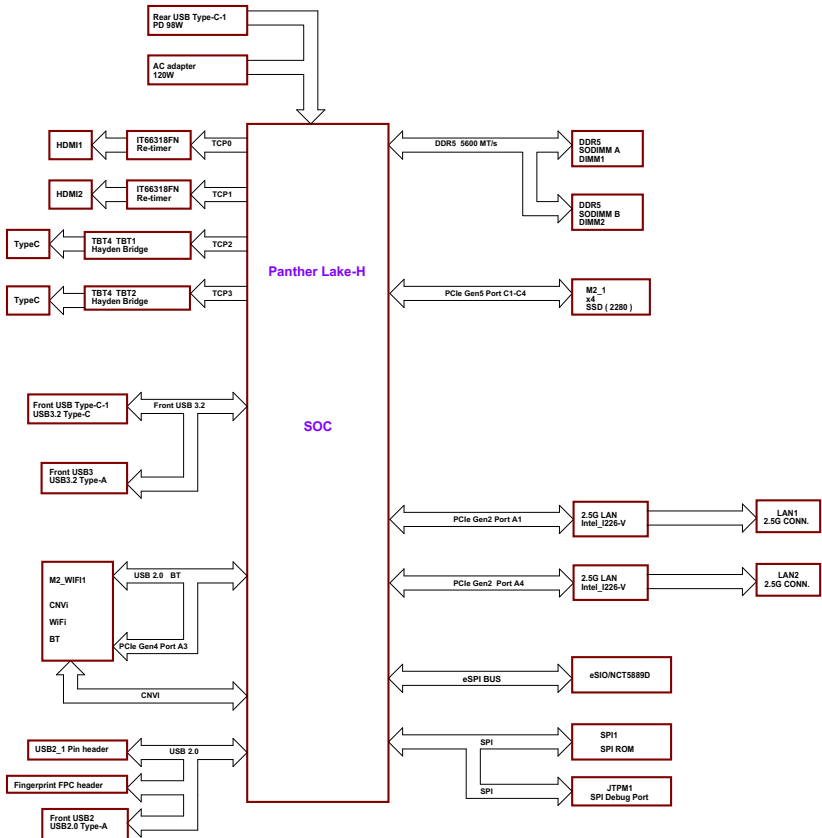 Rear USB Type-C-1
PD 98W
AC adapter
120W
HDMI1
IT66318FN
Re-timer
TCP0
HDMI2
IT66318FN
Re-timer
TCP1
TypeC
TBT4 TBT1
Hayden Bridge
TCP2
TypeC
TBT4 TBT2
Hayden Bridge
TCP3
Front USB Type-C-1
USB3.2 Type-C
Front USB 3.2
Front USB3
USB3.2 Type-A
M2_WIFI1
CNVi
WiFi
BT
USB 2.0 BT
PCIe Gen4 Port A3
CNVI
USB2_1 Pin header
USB 2.0
Fingerprint FPC header
Front USB2
USB2.0 Type-A
Panther Lake-H
SOC
DDR5 5600 MT/s
DDR5
SODIMM A
DIMM1
DDR5
SODIMM B
DIMM2
PCIe Gen5 Port C1-C4
M2_1
x4
SSD ( 2280 )
PCIe Gen2 Port A1
2.5G LAN
Intel_I226-V
LAN1
2.5G CONN.
PCIe Gen2 Port A4
2.5G LAN
Intel_I226-V
LAN2
2.5G CONN.
eSPI BUS
eSIO/NCT5889D
SPI
SPI1
SPI ROM
SPI
JTPM1
SPI Debug Port